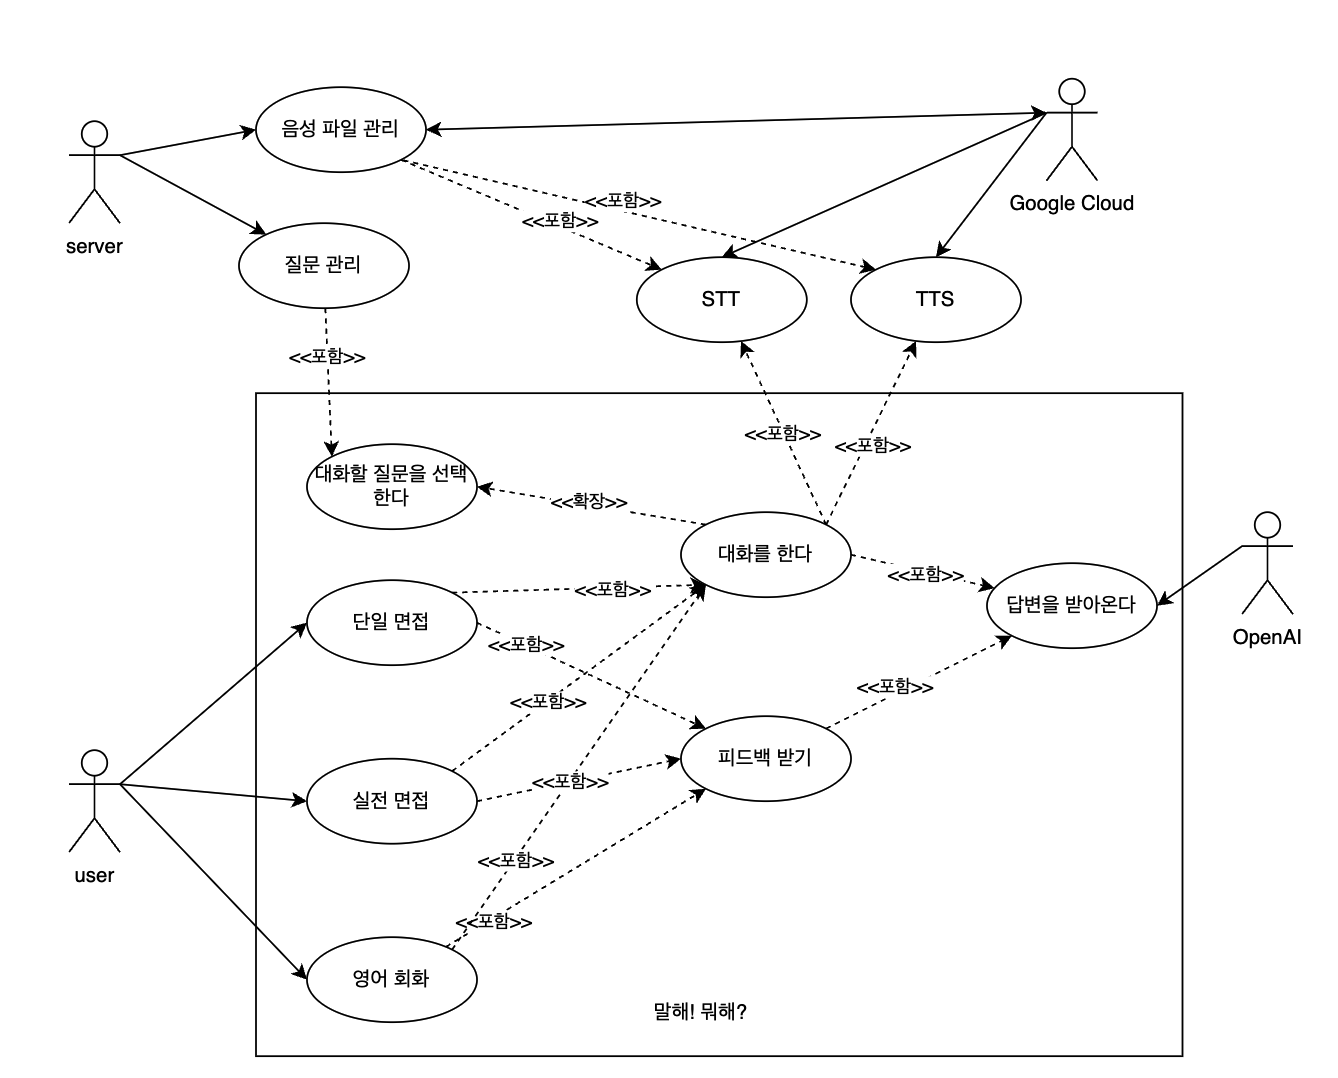 음성 파일 관리
Google Cloud
server
<<포함>>
<<포함>>
질문 관리
STT
TTS
<<포함>>
<<포함>>
<<포함>>
대화할 질문을 선택
한다
<<확장>>
대화를 한다
<<포함>>
답변을 받아온다
OpenAI
단일 면접
<<포함>>
<<포함>>
<<포함>>
<<포함>>
피드백 받기
실전 면접
<<포함>>
user
<<포함>>
<<포함>>
영어 회화
말해! 뭐해?